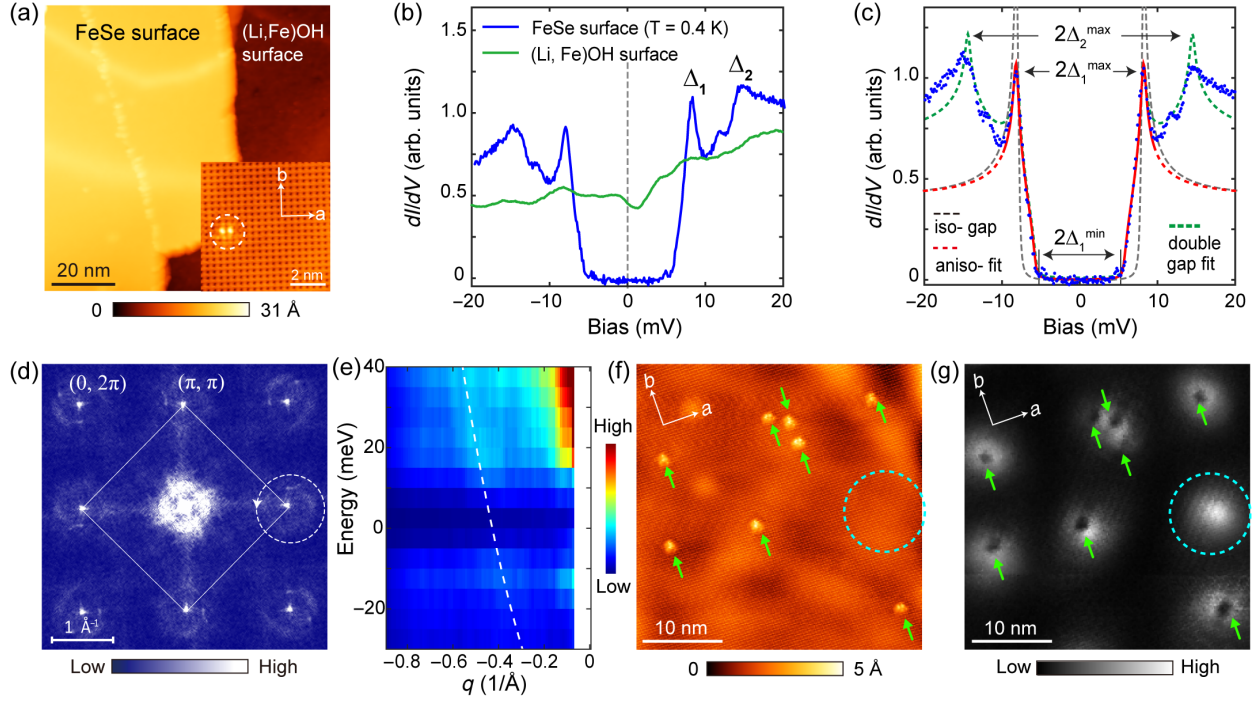 (a)
FeSe surface
(Li,Fe)OH
surface
b
a
20 nm
2 nm
0
31 Å
(b)
FeSe surface (T = 0.4 K)
(Li, Fe)OH surface
Δ1
Δ2
1.5
1.0
0.5
0
dI/dV (arb. units)
−20
−10
0
10
20
Bias (mV)
(c)
2Δ2max
2Δ1max
2Δ1min
1.0
0.5
0
dI/dV (arb. units)
iso- gap
aniso- fit
double
gap fit
−20
−10
0
10
20
Bias (mV)
(d)
(0, 2π)
(π, π)
1 Å-1
Low
High
(e)
40
20
0
−20
Energy (meV)
−0.8
−0.6
−0.4
−0.2
0
q (1/Å)
High
Low
(f)
b
a
10 nm
0
5 Å
(g)
b
a
10 nm
Low
High